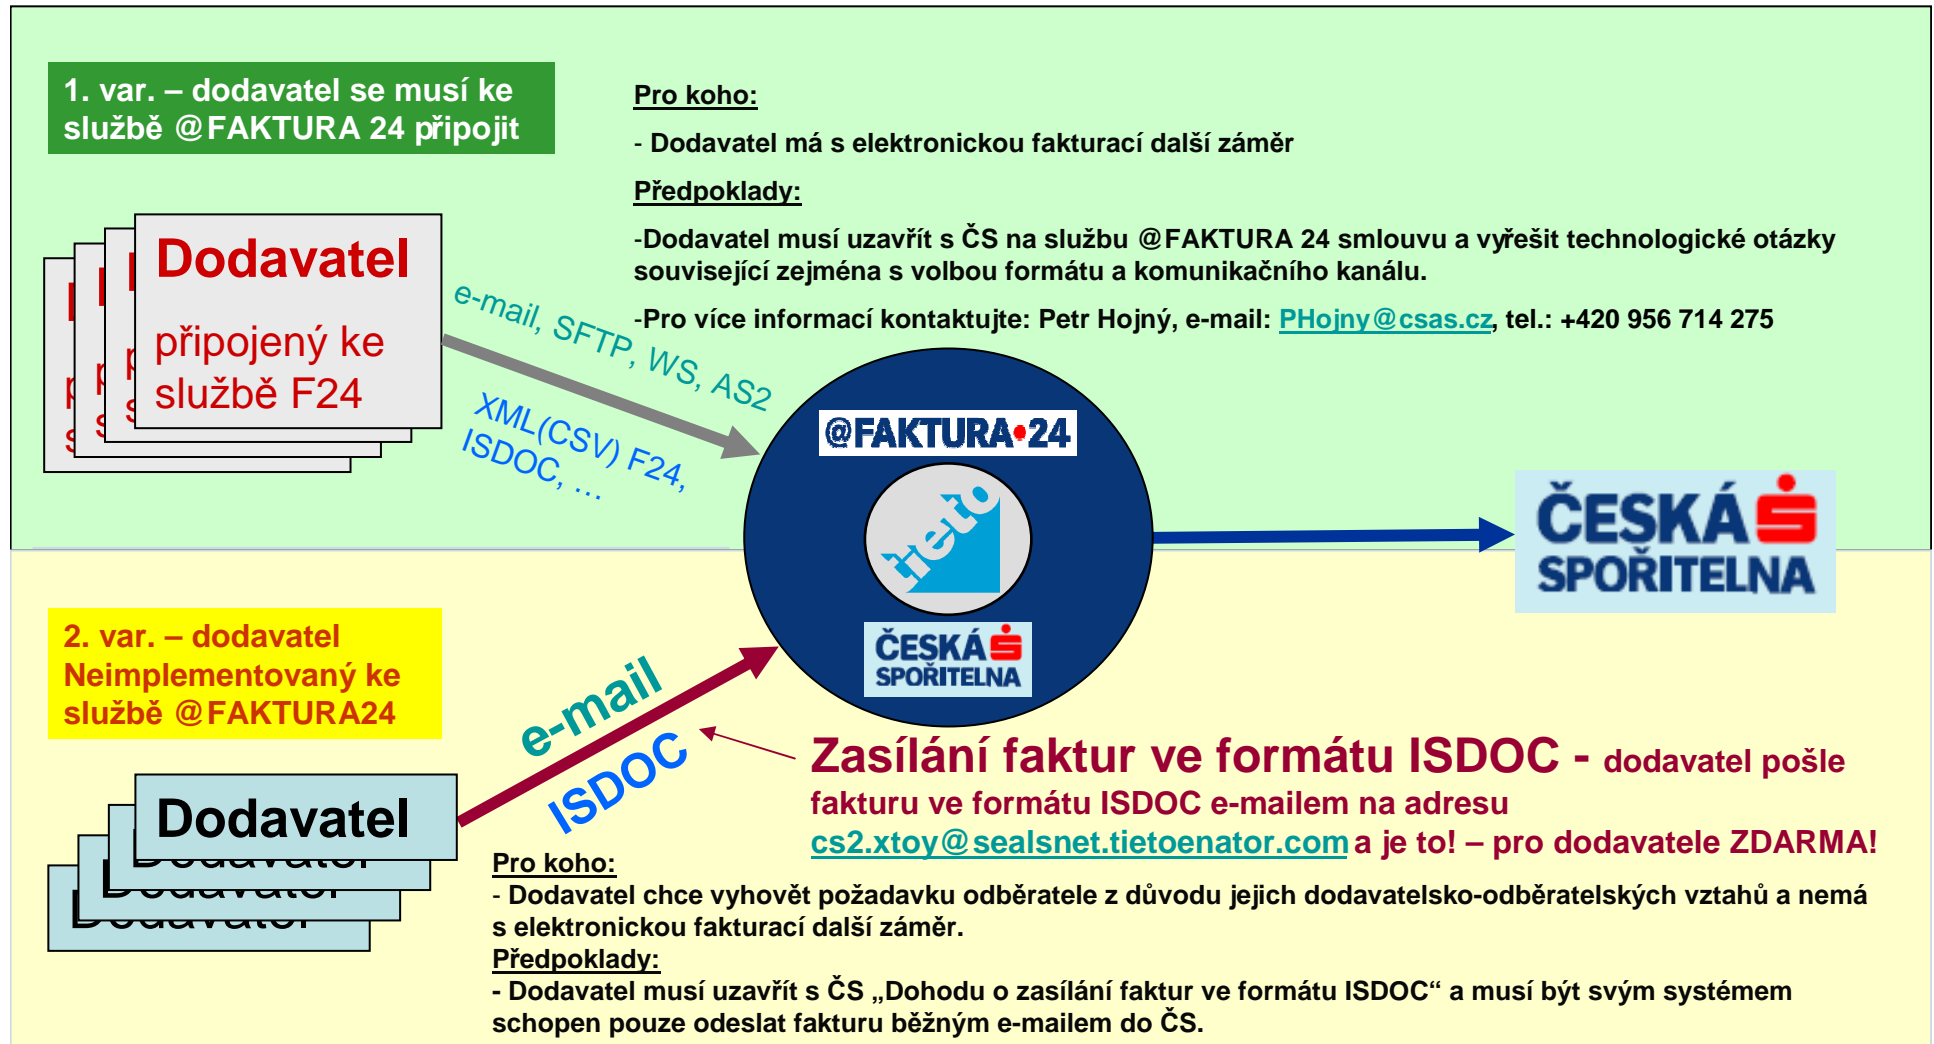 1. var. – dodavatel se musí ke
službě @FAKTURA 24 připojit
Pro koho:
- Dodavatel má s elektronickou fakturací další záměr
Předpoklady:
-Dodavatel musí uzavřít s ČS na službu @FAKTURA 24 smlouvu a vyřešit technologické otázky
související zejména s volbou formátu a komunikačního kanálu.
-Pro více informací kontaktujte: Petr Hojný, e-mail: PHojny@csas.cz, tel.: +420 956 714 275
Dodavatel
připojený ke
službě F24
e-mail, SFTP, WS, AS2
XML(CSV) F24,
ISDOC, …
@FAKTURA•24
tieto
ČESKÁ
SPOŘITELNA
ČESKÁ
SPOŘITELNA
2. var. – dodavatel
Neimplementovaný ke
službě @FAKTURA24
e-mail
ISDOC
Dodavatel
Dodavatel
Dodavatel
Dodavatel
Zasílání faktur ve formátu ISDOC - dodavatel pošle
fakturu ve formátu ISDOC e-mailem na adresu
cs2.xtoy@sealsnet.tietoenator.com a je to! – pro dodavatele ZDARMA!
Pro koho:
- Dodavatel chce vyhovět požadavku odběratele z důvodu jejich dodavatelsko-odběratelských vztahů a nemá
s elektronickou fakturací další záměr.
Předpoklady:
- Dodavatel musí uzavřít s ČS „Dohodu o zasílání faktur ve formátu ISDOC“ a musí být svým systémem
schopen pouze odeslat fakturu běžným e-mailem do ČS.